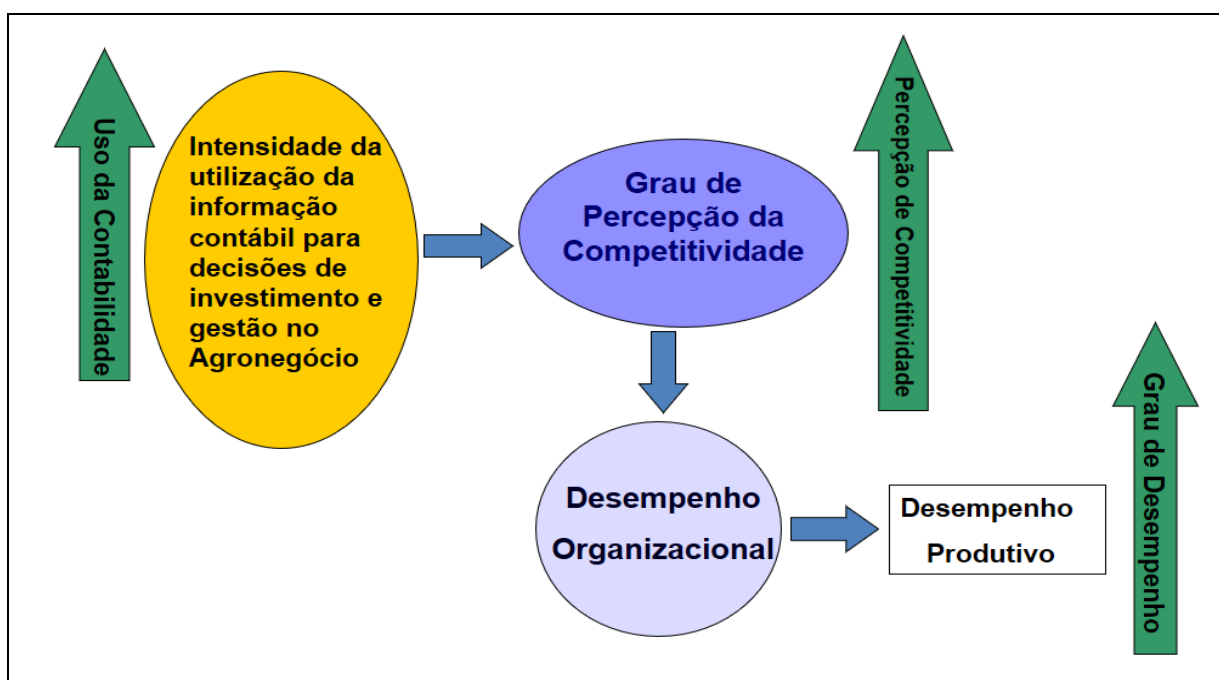 Uso da Contabilidade
Intensidade da
utilização da
informação
contábil para
decisões de
investimento e
gestão no
Agronegócio
Grau de
Percepção da
Competitividade
Percepção de Competitividade
Desempenho
Organizacional
Desempenho
Produtivo
Grau de Desempenho